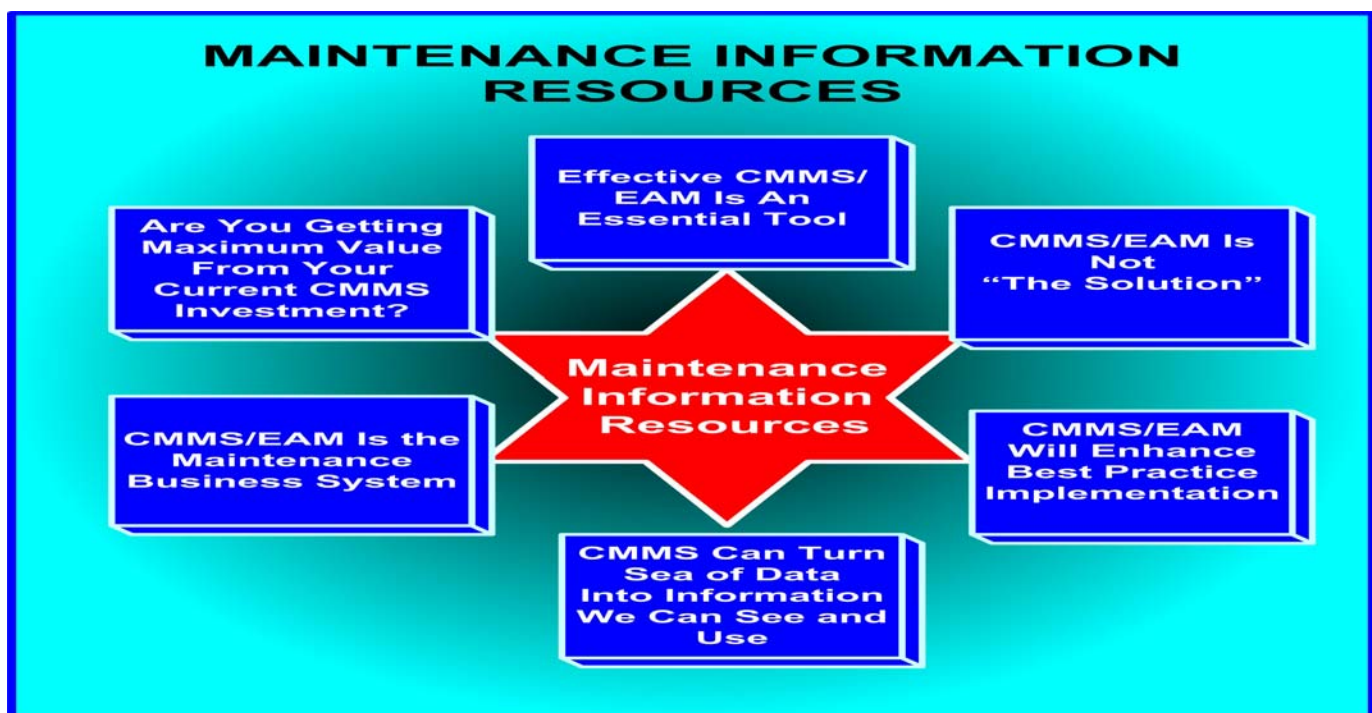 MAINTENANCE INFORMATION
RESOURCES
Effective CMMS/
EAM Is An
Essential Tool
Are You Getting
Maximum Value
From Your
Current CMMS
Investment?
CMMS/EAM Is
Not
“The Solution”
Maintenance
Information
Resources
CMMS/EAM Is the
Maintenance
Business System
CMMS/EAM
Will Enhance
Best Practice
Implementation
CMMS Can Turn
Sea of Data
Into Information
We Can See and
Use